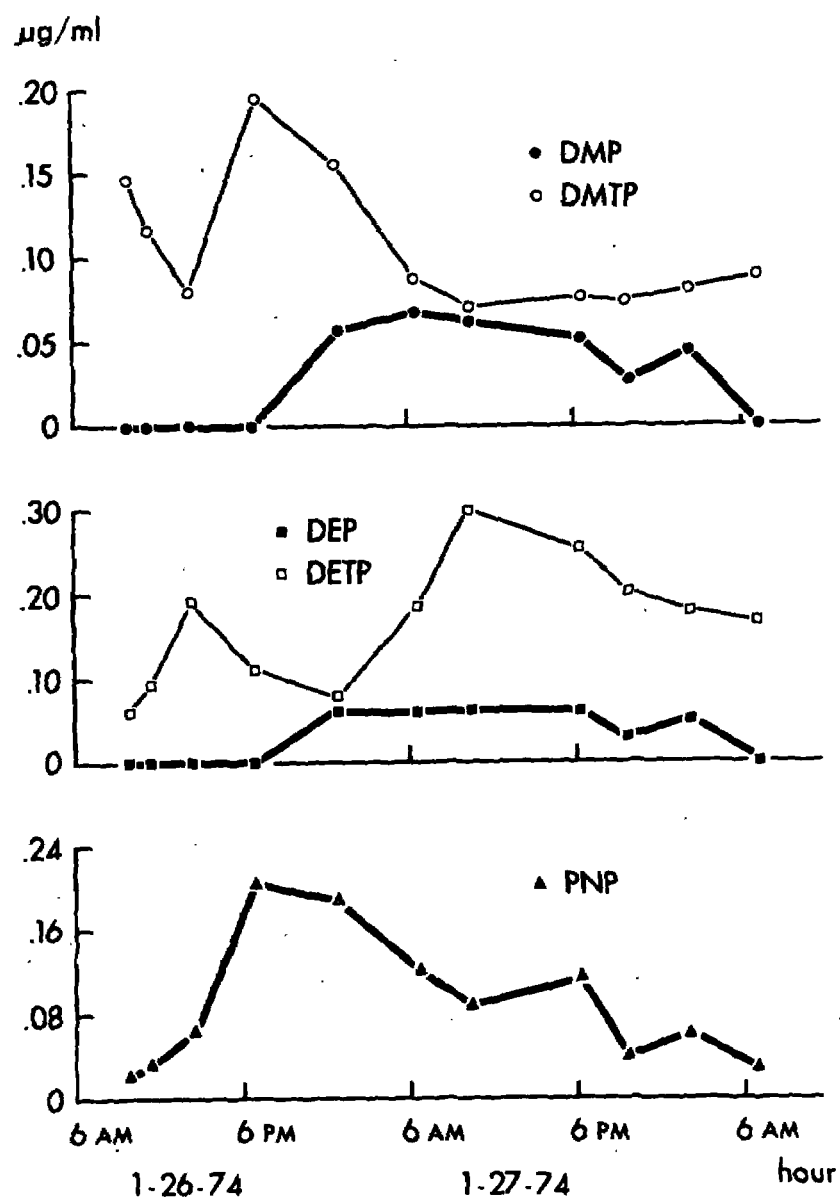 µg/ml
.20
.15
.10
.05
0
● DMP
○ DMTP
.30
.20
.10
0
■ DEP
□ DETP
.24
.16
.08
0
▲ PNP
6 AM 6 PM 6 AM 6 PM 6 AM
1-26-74 1-27-74 hour